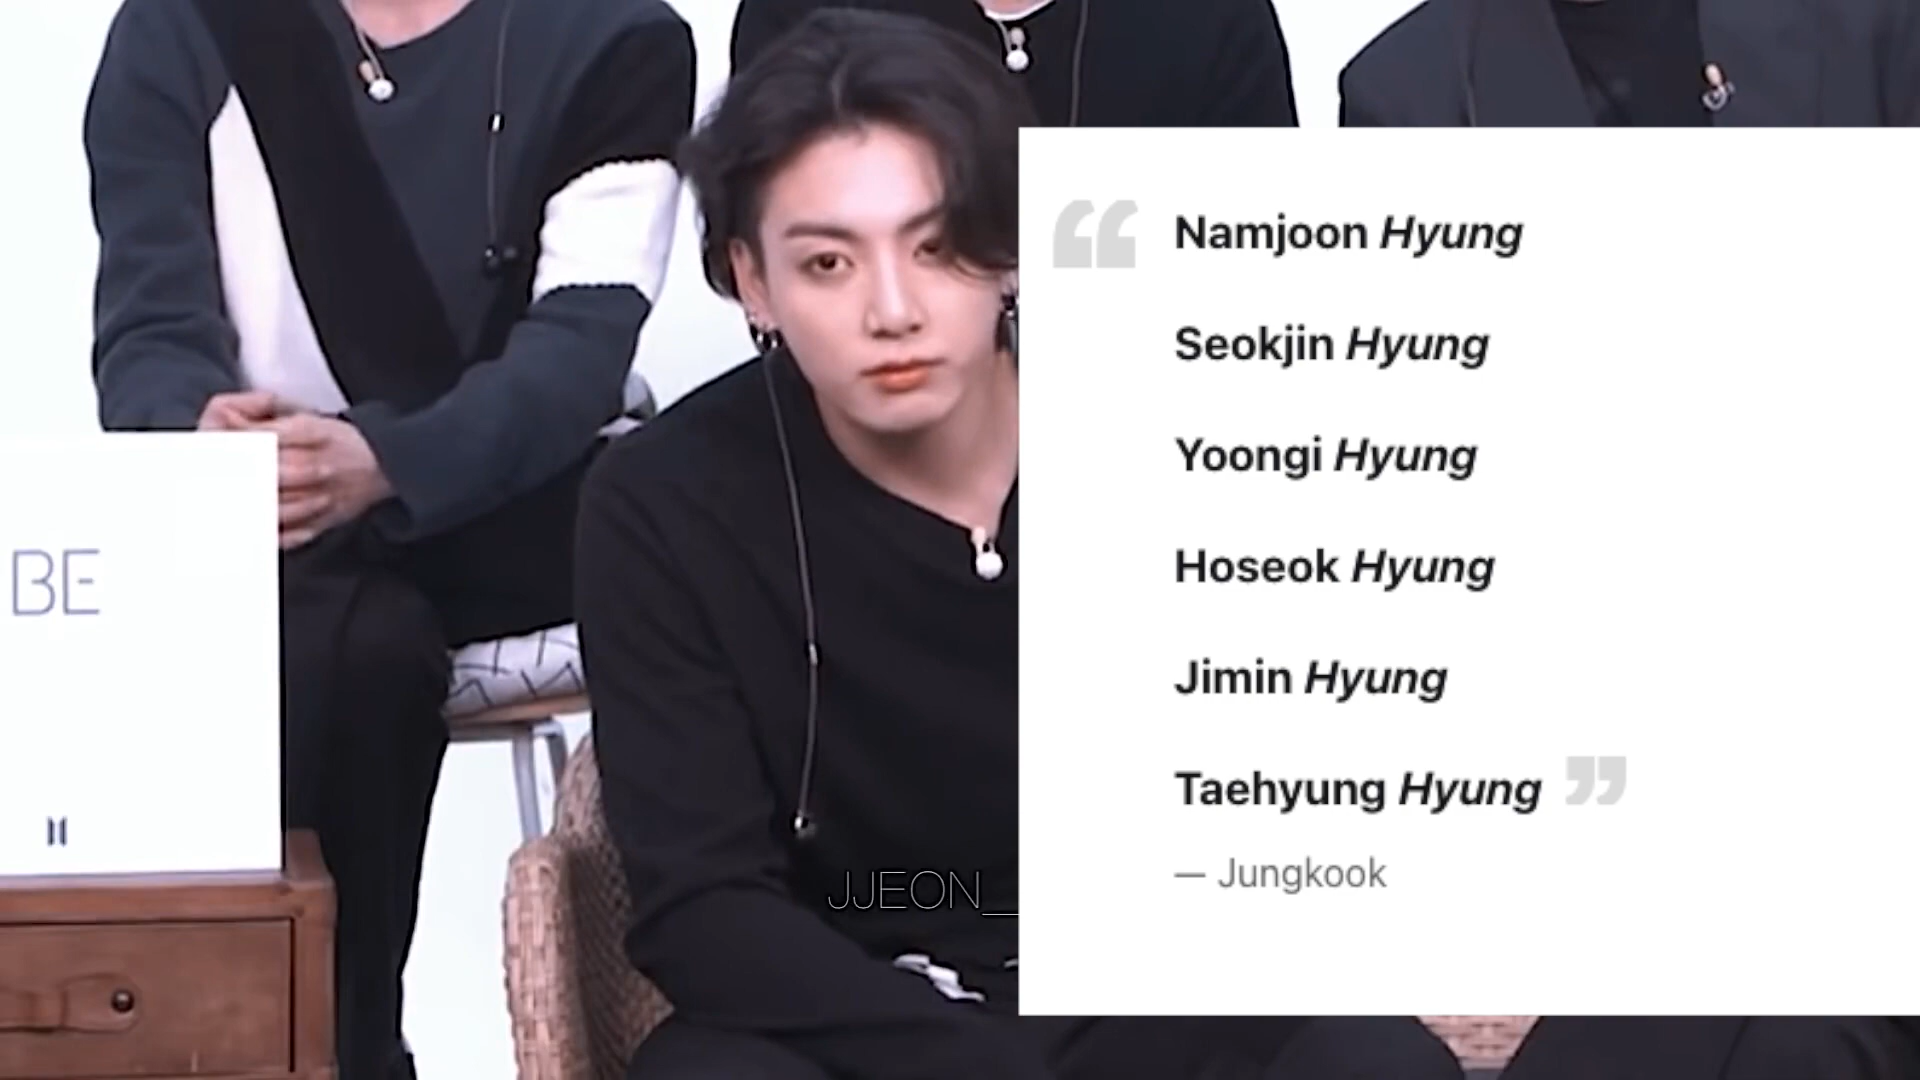 Namjoon Hyung
Seokjin Hyung
Yoongi Hyung
Hoseok Hyung
Jimin Hyung
Taehyung Hyung
— Jungkook
BE
JJEON_